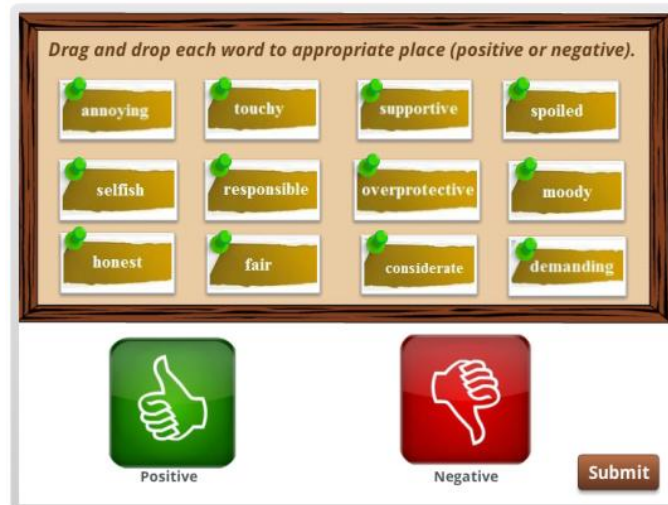 Drag and drop each word to appropriate place (positive or negative).
annoying touchy supportive spoiled
selfish responsible overprotective moody
honest fair considerate demanding
Positive Negative
Submit